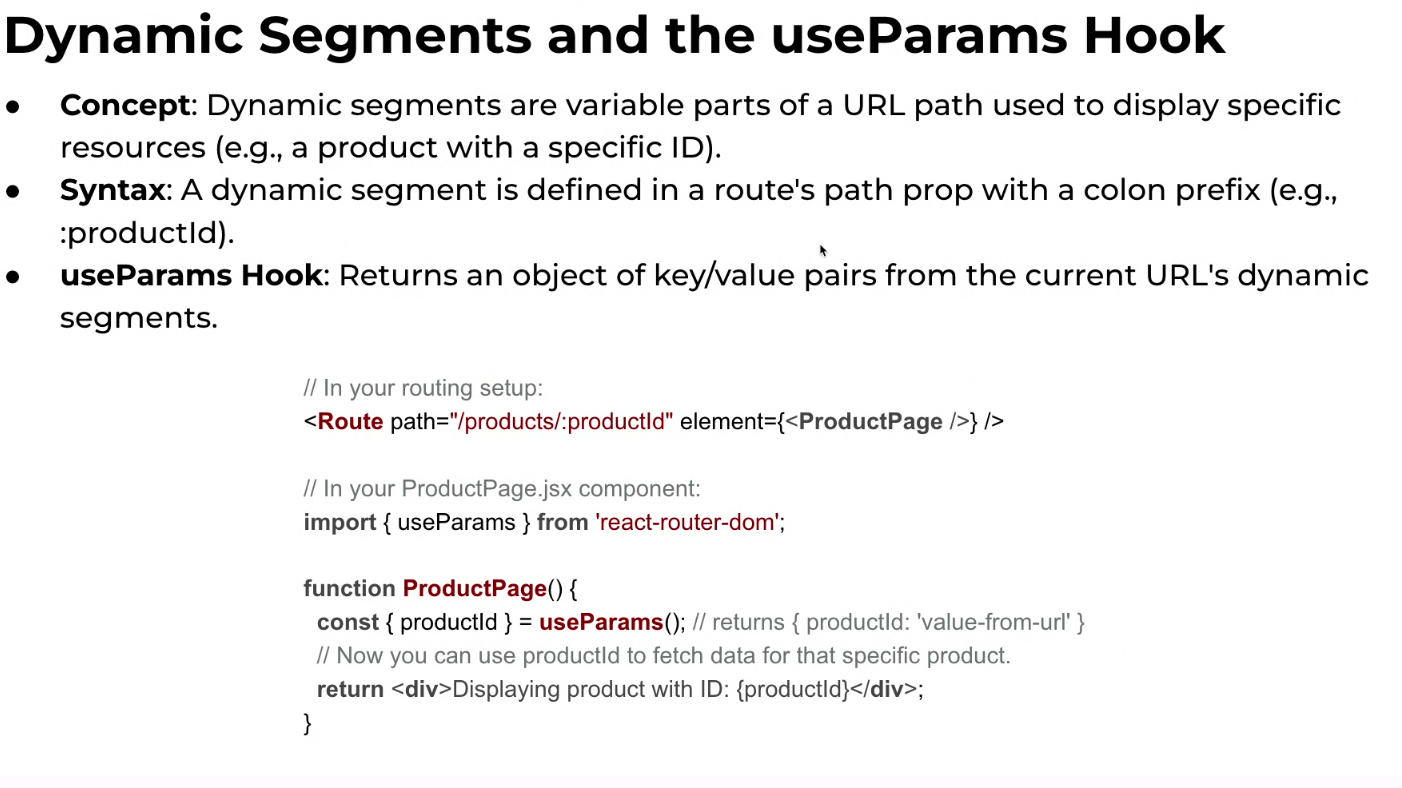 Dynamic Segments and the useParams Hook
● Concept: Dynamic segments are variable parts of a URL path used to display specific
resources (e.g., a product with a specific ID).
● Syntax: A dynamic segment is defined in a route's path prop with a colon prefix (e.g.,
:productId).
● useParams Hook: Returns an object of key/value pairs from the current URL's dynamic
segments.
// In your routing setup:
<Route path="/products/:productId" element={<ProductPage />} />
// In your ProductPage.jsx component:
import { useParams } from 'react-router-dom';
function ProductPage() {
  const { productId } = useParams(); // returns { productId: 'value-from-url' }
  // Now you can use productId to fetch data for that specific product.
  return <div>Displaying product with ID: {productId}</div>;
}